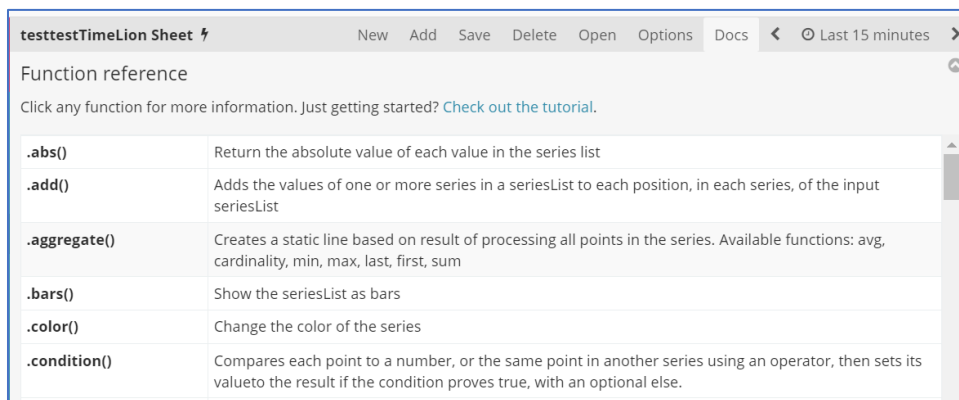 testtestTimeLion Sheet New Add Save Delete Open Options Docs Last 15 minutes
Function reference
Click any function for more information. Just getting started? Check out the tutorial.
.abs() Return the absolute value of each value in the series list
.add() Adds the values of one or more series in a seriesList to each position, in each series, of the input
seriesList
.aggregate() Creates a static line based on result of processing all points in the series. Available functions: avg,
cardinality, min, max, last, first, sum
.bars() Show the seriesList as bars
.color() Change the color of the series
.condition() Compares each point to a number, or the same point in another series using an operator, then sets its
valueto the result if the condition proves true, with an optional else.